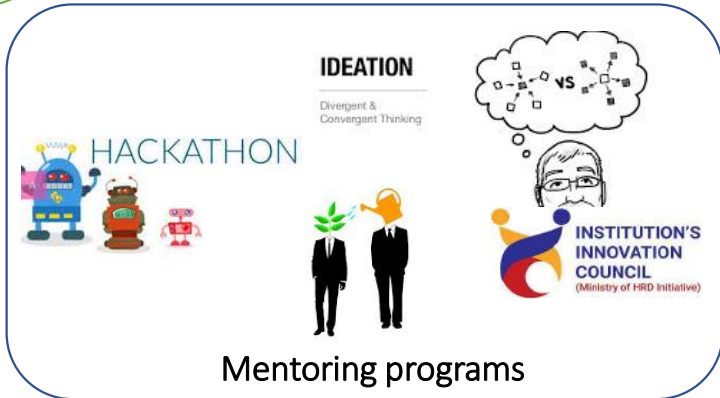 IDEATION
Divergent &
Convergent Thinking
VS
HACKATHON
INSTITUTION'S
INNOVATION
COUNCIL
(Ministry of HRD Initiative)
Mentoring programs